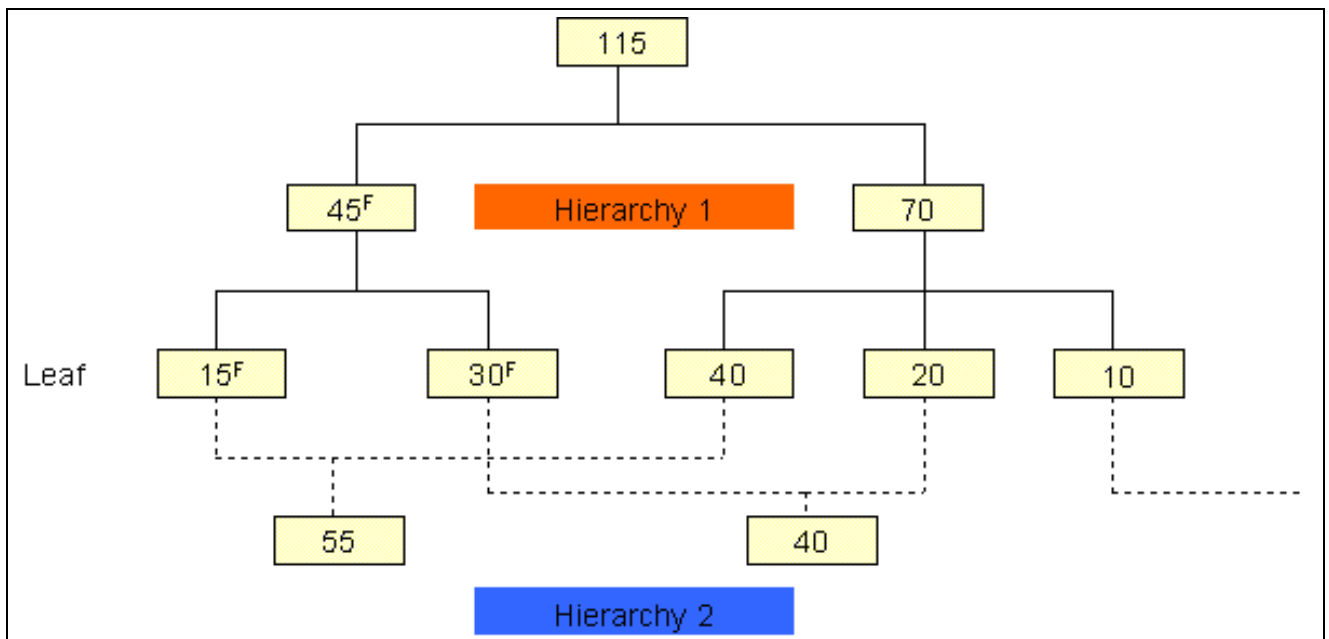 115
45ᶠ Hierarchy 1 70
Leaf 15ᶠ 30ᶠ 40 20 10
55 40
Hierarchy 2